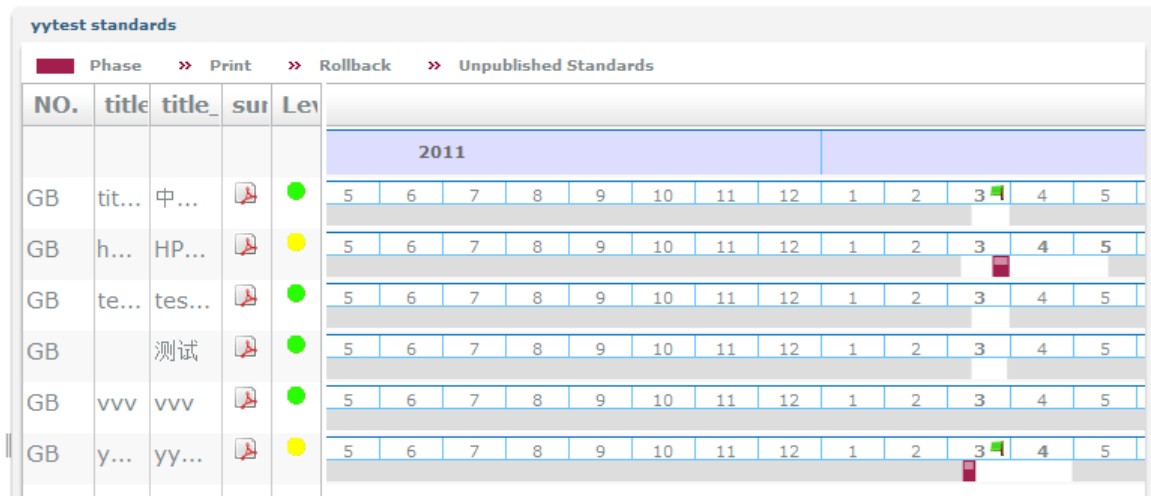 yytest standards
Phase » Print » Rollback » Unpublished Standards
NO. title title_ sur Lev
2011
GB tit... 中... 5 6 7 8 9 10 11 12 1 2 3 4 5
GB h... HP... 5 6 7 8 9 10 11 12 1 2 3 4 5
GB te... tes... 5 6 7 8 9 10 11 12 1 2 3 4 5
GB 测试 5 6 7 8 9 10 11 12 1 2 3 4 5
GB vvv vvv 5 6 7 8 9 10 11 12 1 2 3 4 5
GB y... yy... 5 6 7 8 9 10 11 12 1 2 3 4 5